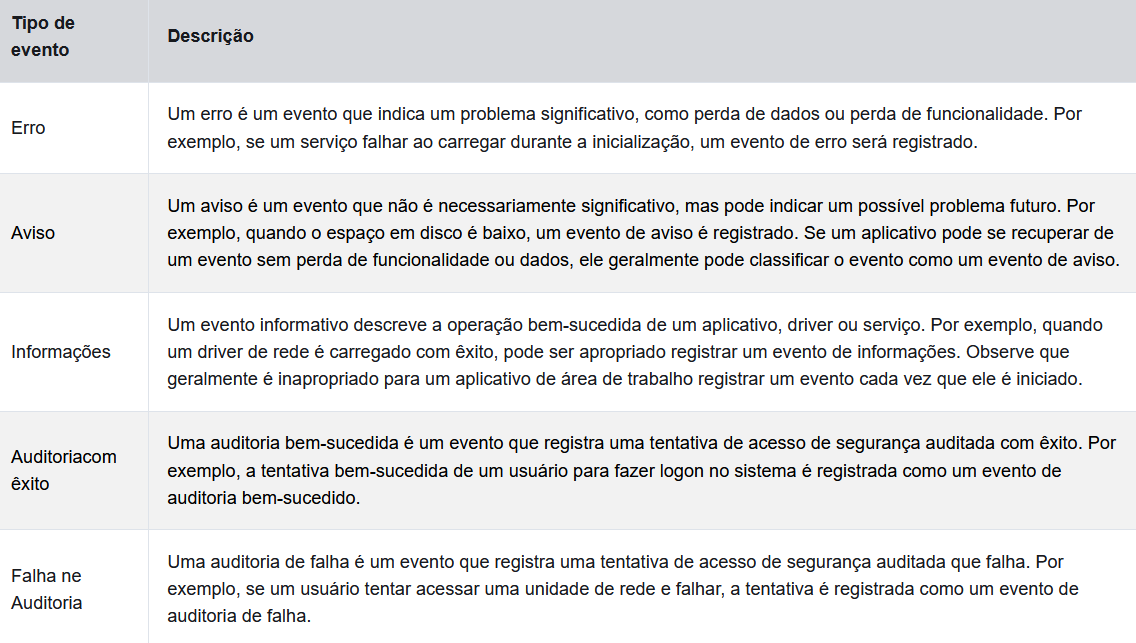 Tipo de
evento
Descrição
Erro
Um erro é um evento que indica um problema significativo, como perda de dados ou perda de funcionalidade. Por
exemplo, se um serviço falhar ao carregar durante a inicialização, um evento de erro será registrado.
Aviso
Um aviso é um evento que não é necessariamente significativo, mas pode indicar um possível problema futuro. Por
exemplo, quando o espaço em disco é baixo, um evento de aviso é registrado. Se um aplicativo pode se recuperar de
um evento sem perda de funcionalidade ou dados, ele geralmente pode classificar o evento como um evento de aviso.
Informações
Um evento informativo descreve a operação bem-sucedida de um aplicativo, driver ou serviço. Por exemplo, quando
um driver de rede é carregado com êxito, pode ser apropriado registrar um evento de informações. Observe que
geralmente é inapropriado para um aplicativo de área de trabalho registrar um evento cada vez que ele é iniciado.
Auditoriacom
êxito
Uma auditoria bem-sucedida é um evento que registra uma tentativa de acesso de segurança auditada com êxito. Por
exemplo, a tentativa bem-sucedida de um usuário para fazer logon no sistema é registrada como um evento de
auditoria bem-sucedido.
Falha ne
Auditoria
Uma auditoria de falha é um evento que registra uma tentativa de acesso de segurança auditada que falha. Por
exemplo, se um usuário tentar acessar uma unidade de rede e falhar, a tentativa é registrada como um evento de
auditoria de falha.